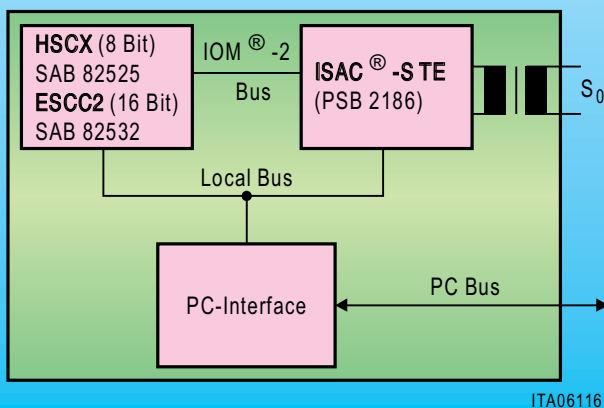 HSCX (8 Bit)
SAB 82525
ESCC2 (16 Bit)
SAB 82532
IOM ® -2
Bus
ISAC ® -S TE
(PSB 2186)
S0
Local Bus
PC-Interface
PC Bus
ITA06116